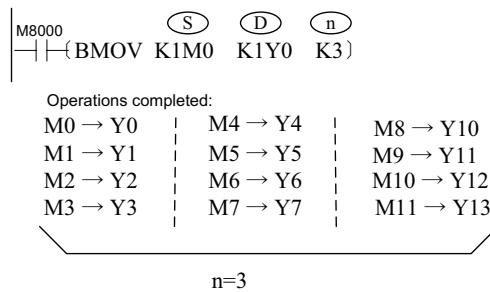 S D n
M8000
BMOV K1M0 K1Y0 K3
Operations completed:
M0 → Y0 M4 → Y4 M8 → Y10
M1 → Y1 M5 → Y5 M9 → Y11
M2 → Y2 M6 → Y6 M10 → Y12
M3 → Y3 M7 → Y7 M11 → Y13
n=3